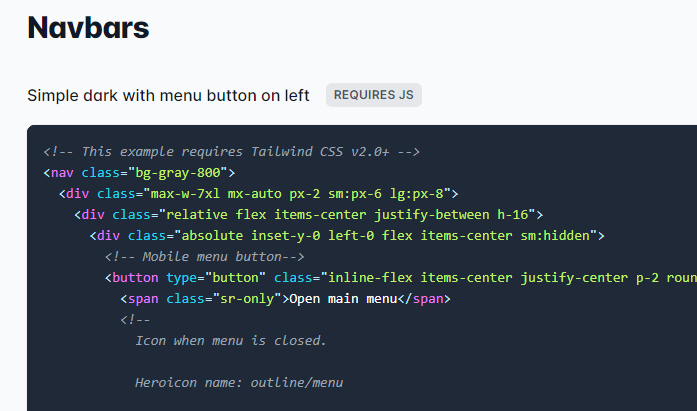 Navbars
Simple dark with menu button on left REQUIRES JS
<!-- This example requires Tailwind CSS v2.0+ -->
<nav class="bg-gray-800">
<div class="max-w-7xl mx-auto px-2 sm:px-6 lg:px-8">
<div class="relative flex items-center justify-between h-16">
<div class="absolute inset-y-0 left-0 flex items-center sm:hidden">
<!-- Mobile menu button-->
<button type="button" class="inline-flex items-center justify-center p-2 roun
<span class="sr-only">Open main menu</span>
<!--
Icon when menu is closed.
Heroicon name: outline/menu